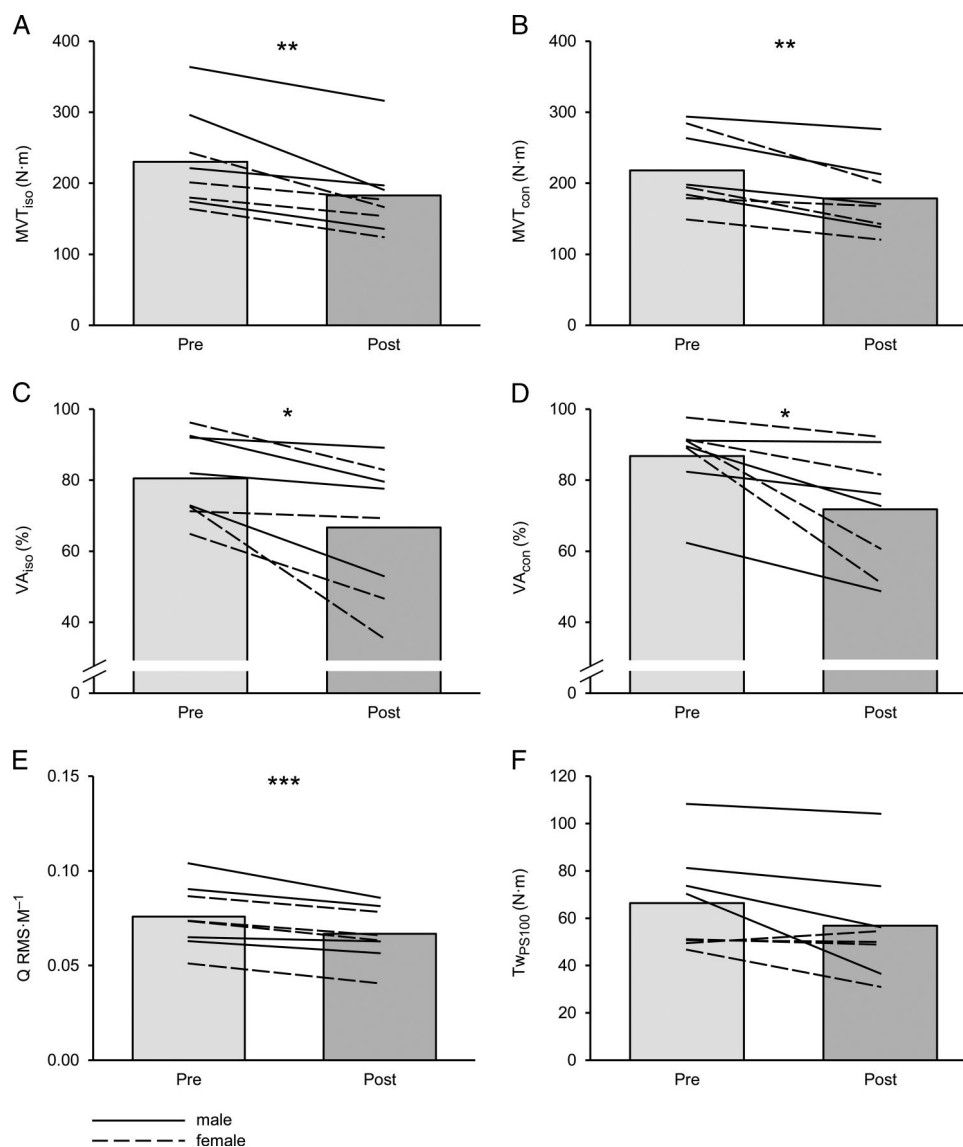 A
MVTiso (N·m)
400
300
200
100
0
**
Pre
Post
B
MVTcon (N·m)
400
300
200
100
0
**
Pre
Post
C
VAiso (%)
100
80
60
40
0
*
Pre
Post
D
VAcon (%)
100
80
60
40
0
*
Pre
Post
E
Q RMS·M−1
0.15
0.10
0.05
0.00
***
Pre
Post
F
TwPS100 (N·m)
120
100
80
60
40
20
0
Pre
Post
male
female